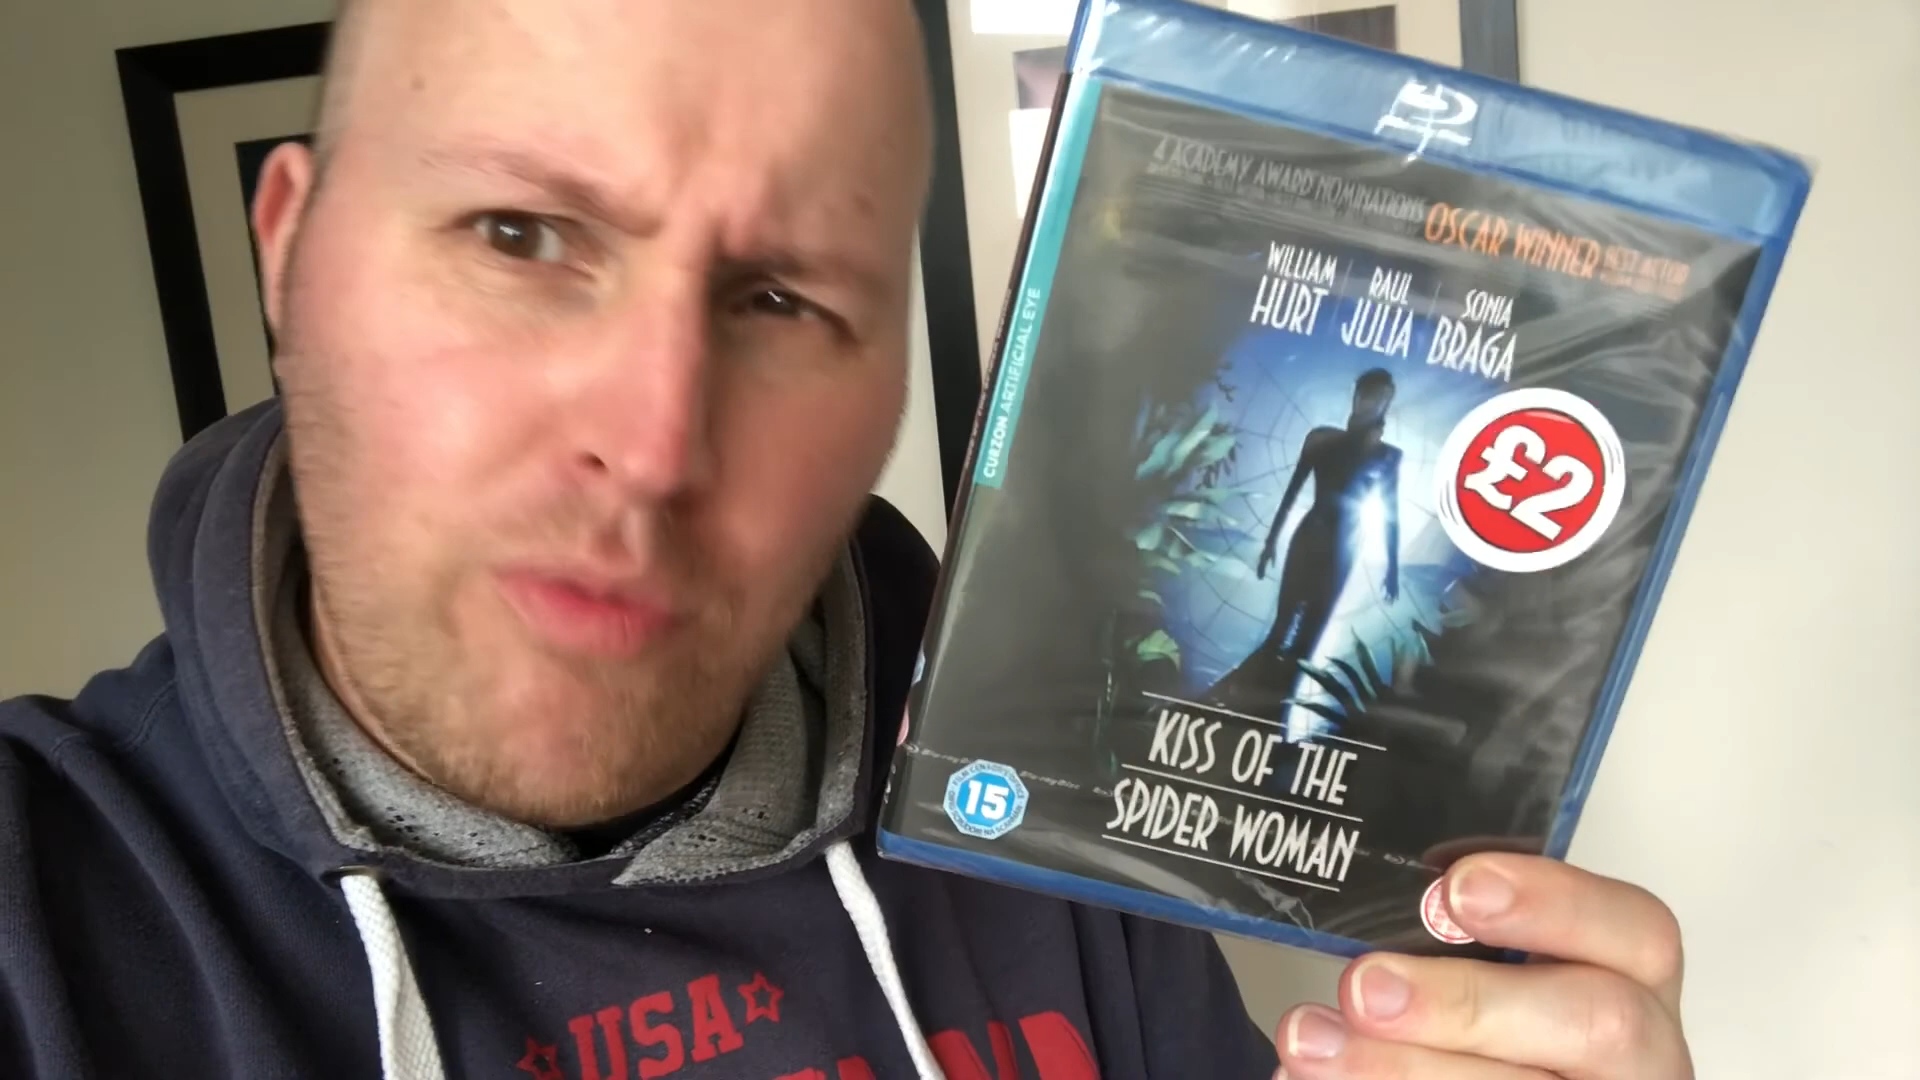 4 ACADEMY AWARD NOMINATIONS
OSCAR WINNER BEST ACTOR
WILLIAM HURT
RAUL JULIA
SONIA BRAGA
£2
CURZON ARTIFICIAL EYE
KISS OF THE
SPIDER WOMAN
15
USA